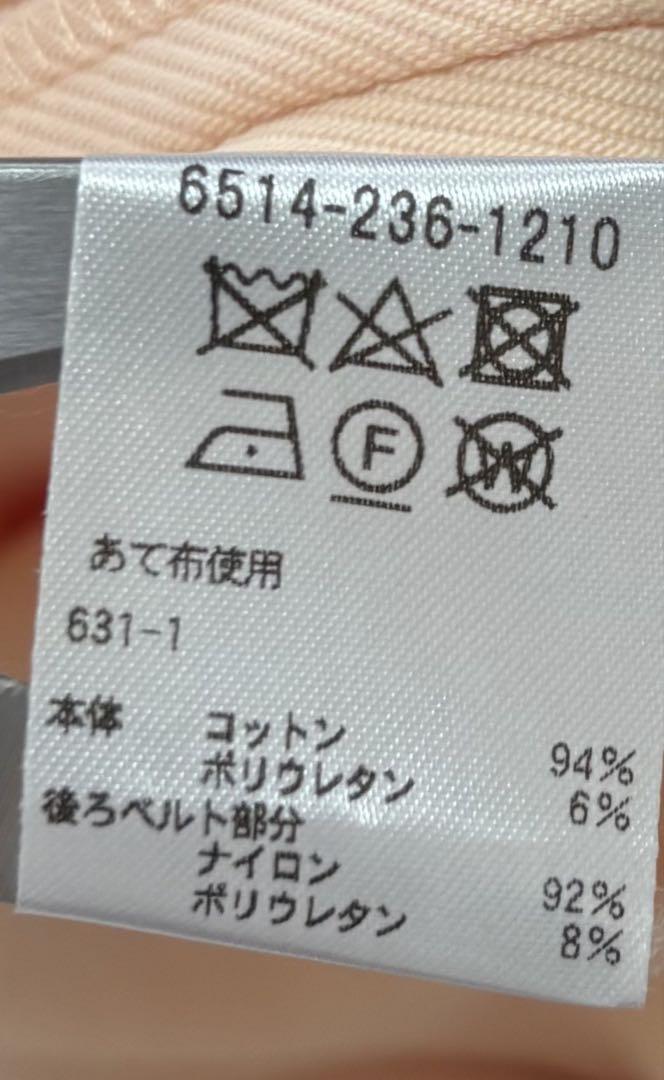 6514-236-1210
F W
あて布使用
631-1
本体 コットン 94%
ポリウレタン 6%
後ろベルト部分
ナイロン 92%
ポリウレタン 8%